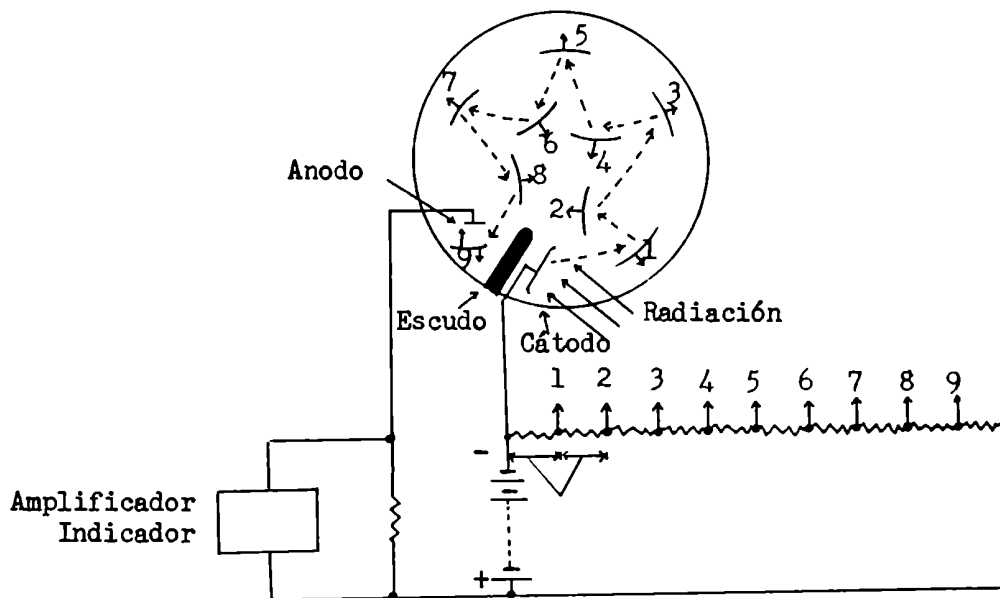 5
7
3
6
4
8
Anodo
2
1
9
Escudo
Radiación
Cátodo
1 2 3 4 5 6 7 8 9
-
Amplificador
Indicador
+